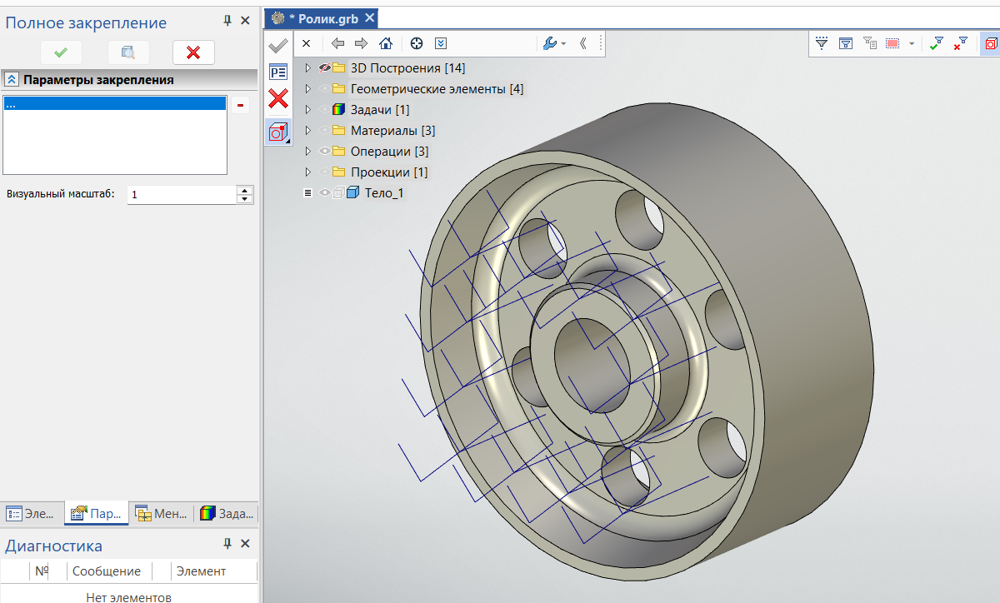 Полное закрепление
Параметры закрепления
...
Визуальный масштаб: 1
Эле... Пар... Мен... Зада...
Диагностика
№ Сообщение Элемент
Нет элементов
* Ролик.grb
3D Построения [14]
Геометрические элементы [4]
Задачи [1]
Материалы [3]
Операции [3]
Проекции [1]
Тело_1